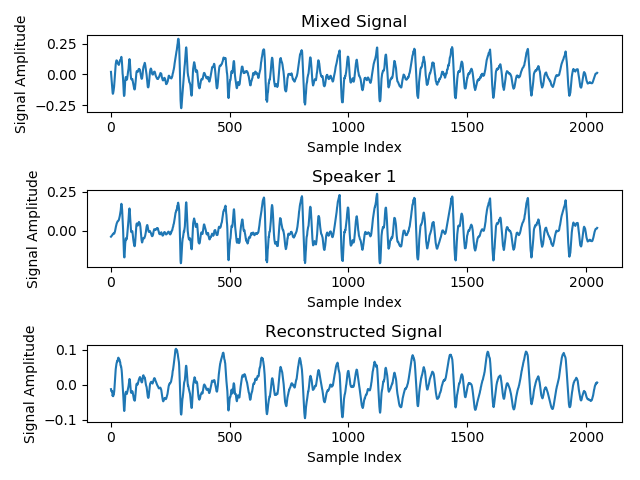 Mixed Signal
Signal Amplitude
0.25
0.00
−0.25
0
500
1000
1500
2000
Sample Index
Speaker 1
Signal Amplitude
0.25
0.00
0
500
1000
1500
2000
Sample Index
Reconstructed Signal
Signal Amplitude
0.1
0.0
−0.1
0
500
1000
1500
2000
Sample Index